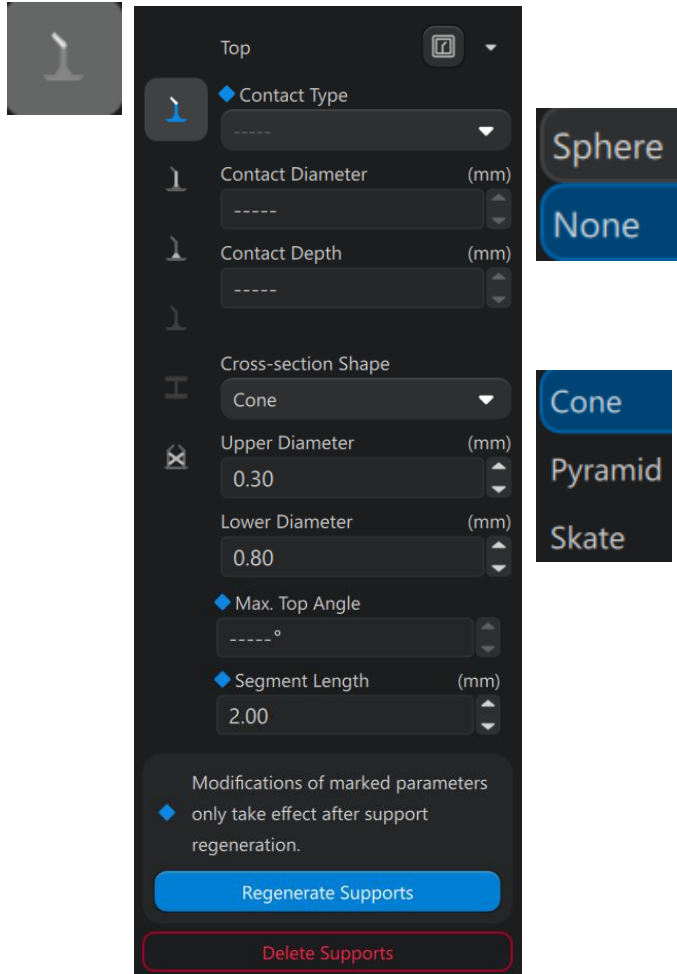 Top
Contact Type
-----
Contact Diameter (mm)
-----
Contact Depth (mm)
-----
Cross-section Shape
Cone
Upper Diameter (mm)
0.30
Lower Diameter (mm)
0.80
Max. Top Angle
-----°
Segment Length (mm)
2.00
Modifications of marked parameters
only take effect after support
regeneration.
Regenerate Supports
Delete Supports
Sphere
None
Cone
Pyramid
Skate